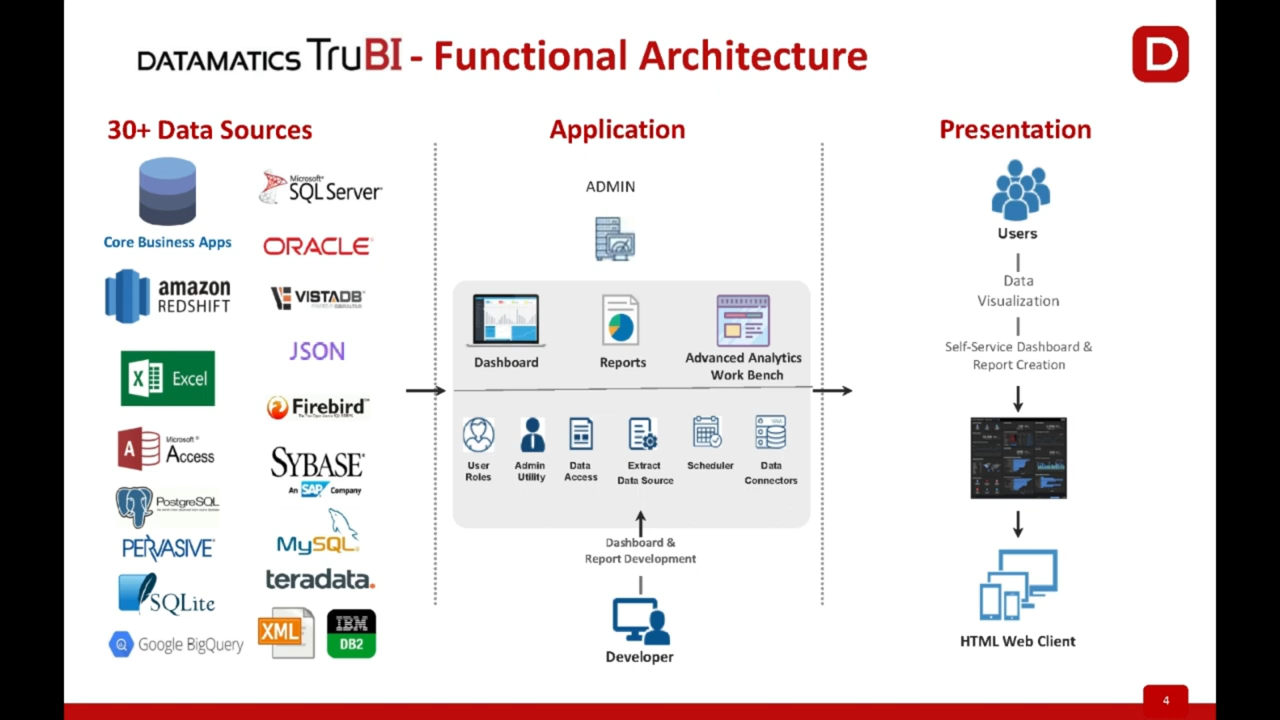 DATAMATICS TruBI - Functional Architecture
D
30+ Data Sources
Core Business Apps
Microsoft®
SQL Server®
ORACLE®
amazon
REDSHIFT
VISTADB®
JSON
X Excel
Firebird™
A
Microsoft®
Access
SYBASE®
An SAP Company
PostgreSQL
PERVASIVE®
MySQL®
SQLite
teradata.
Google BigQuery
XML
IBM
DB2
Application
ADMIN
Dashboard
Reports
Advanced Analytics
Work Bench
User
Roles
Admin
Utility
Data
Access
Extract
Data Source
Scheduler
Data
Connectors
Dashboard &
Report Development
Developer
Presentation
Users
Data
Visualization
Self-Service Dashboard &
Report Creation
HTML Web Client
4